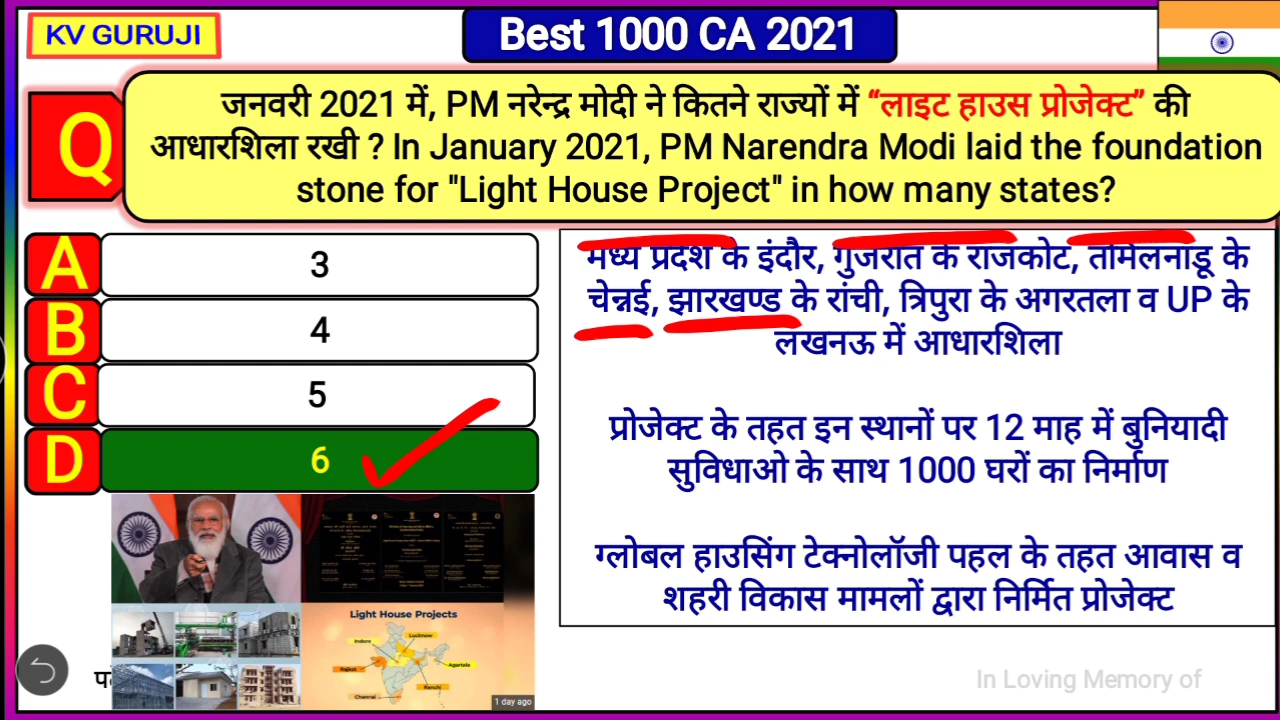 KV GURUJI
Best 1000 CA 2021
Q
जनवरी 2021 में, PM नरेन्द्र मोदी ने कितने राज्यों में “लाइट हाउस प्रोजेक्ट” की
आधारशिला रखी ? In January 2021, PM Narendra Modi laid the foundation
stone for "Light House Project" in how many states?
A
3
B
4
C
5
D
6
मध्य प्रदेश के इंदौर, गुजरात के राजकोट, तमिलनाडू के
चेन्नई, झारखण्ड के रांची, त्रिपुरा के अगरतला व UP के
लखनऊ में आधारशिला
प्रोजेक्ट के तहत इन स्थानों पर 12 माह में बुनियादी
सुविधाओ के साथ 1000 घरों का निर्माण
ग्लोबल हाउसिंग टेक्नोलॉजी पहल के तहत आवास व
शहरी विकास मामलों द्वारा निर्मित प्रोजेक्ट
Light House Projects
Lucknow
Indore
Rajkot
Agartala
Ranchi
Chennai
1 day ago
In Loving Memory of